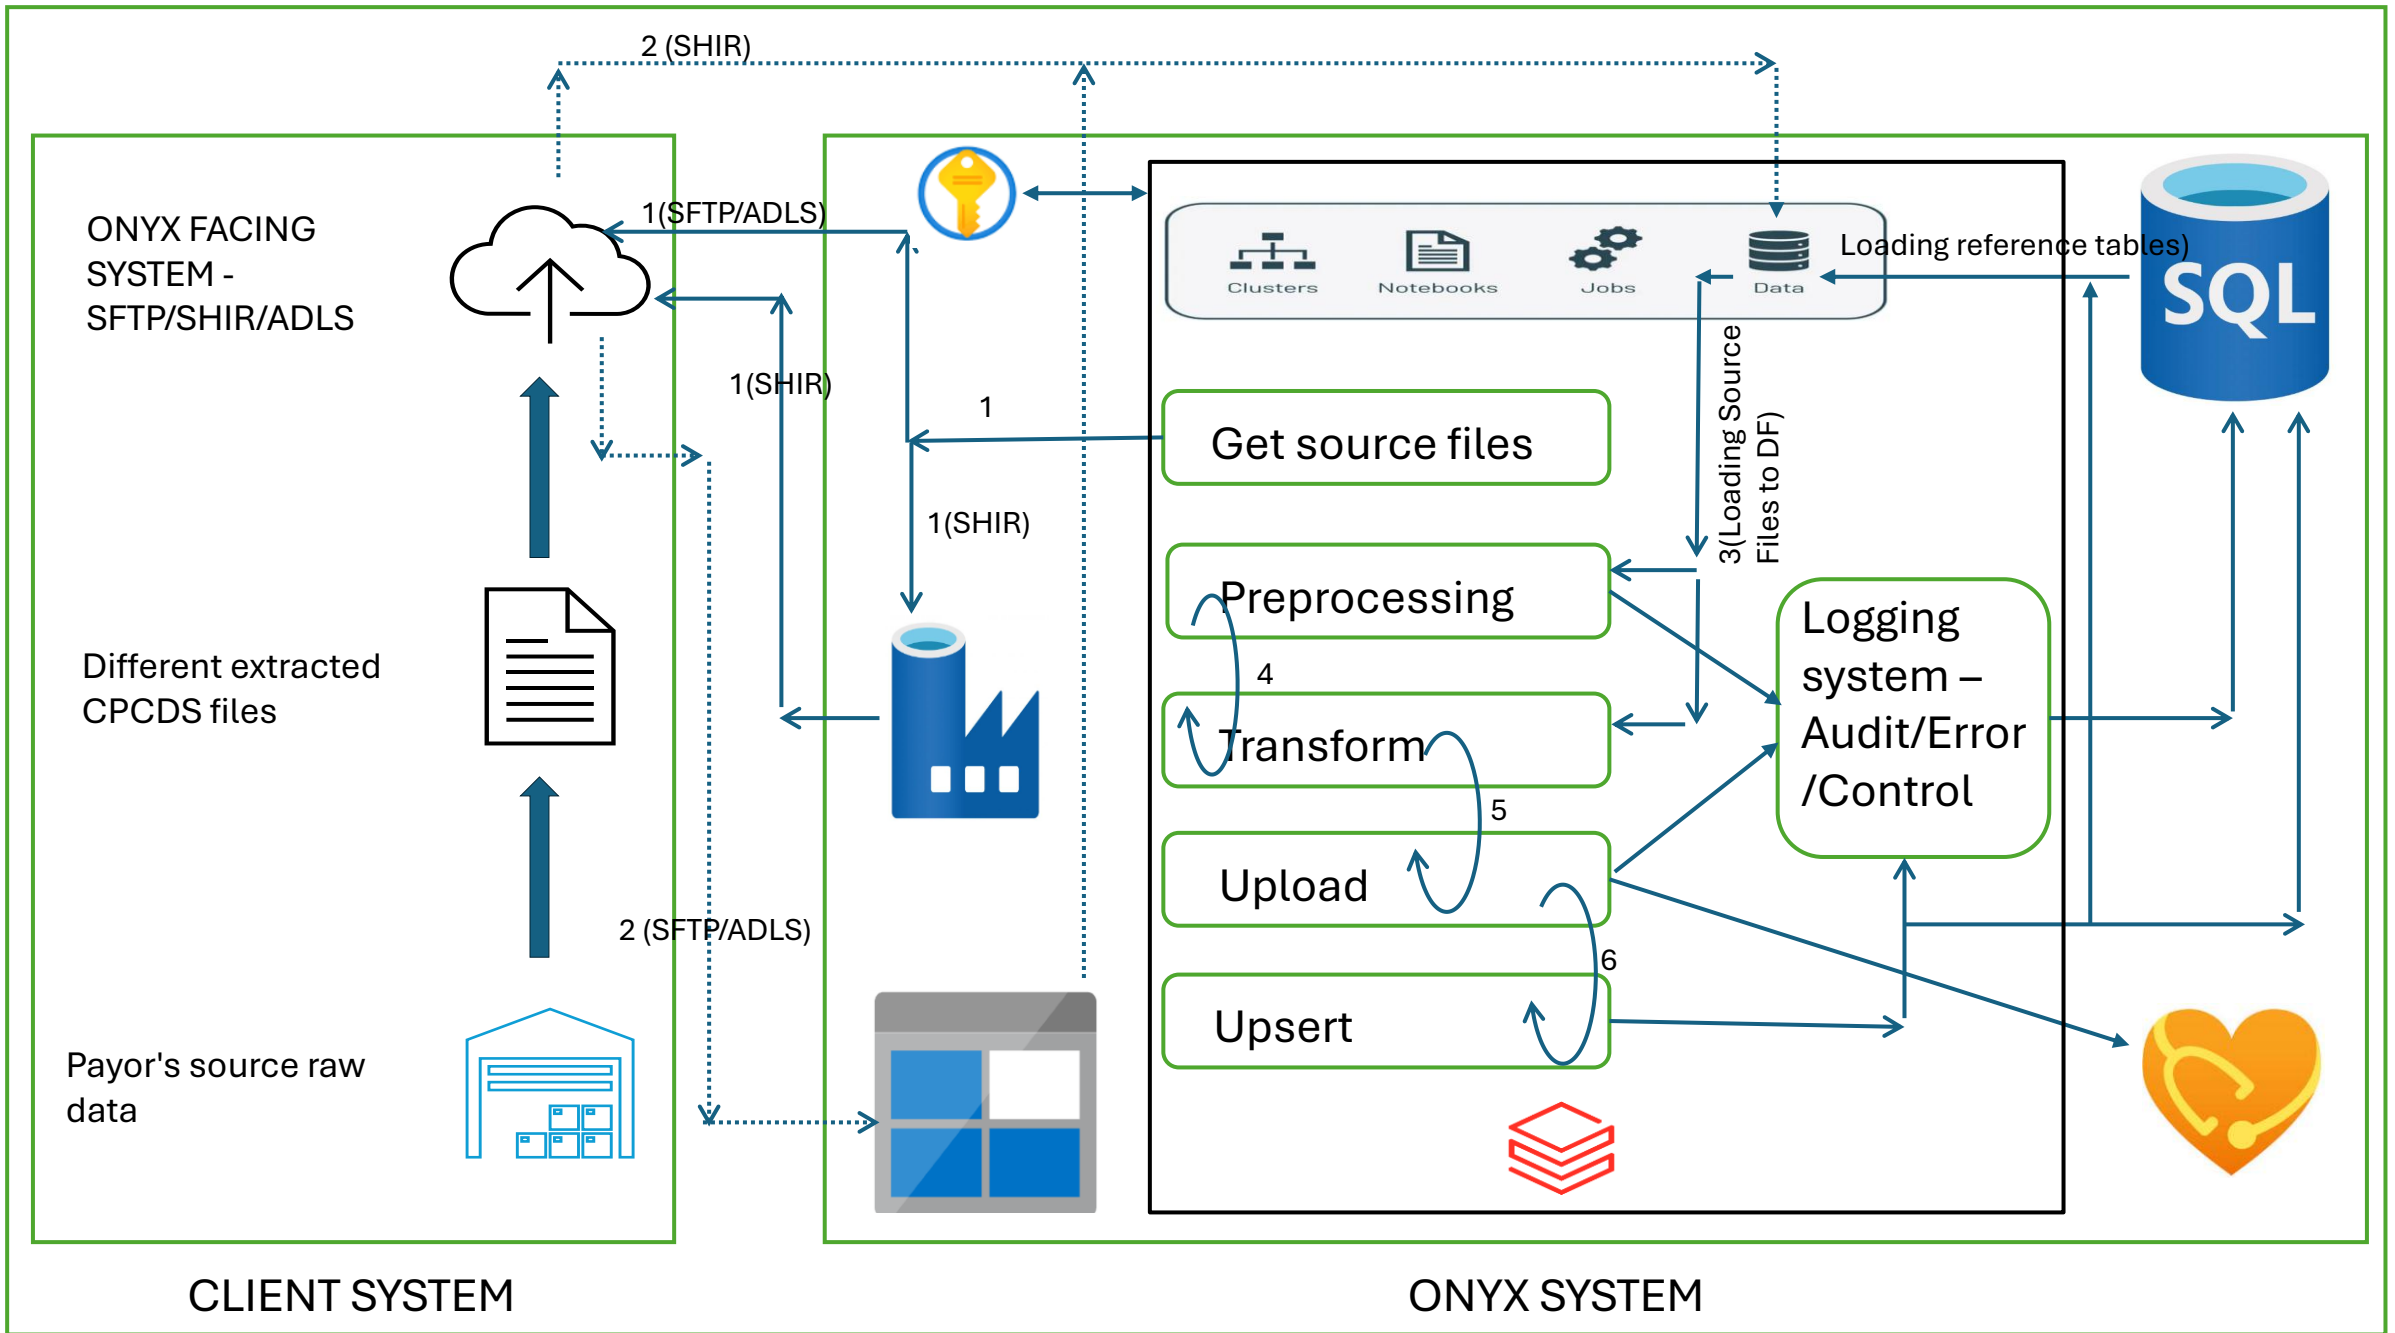 2 (SHIR)
ONYX FACING
SYSTEM -
SFTP/SHIR/ADLS
1(SFTP/ADLS)
1(SHIR)
1
1(SHIR)
Different extracted
CPCDS files
2 (SFTP/ADLS)
Payor's source raw
data
CLIENT SYSTEM
Clusters
Notebooks
Jobs
Data
Loading reference tables)
SQL
Get source files
3(Loading Source
Files to DF)
Preprocessing
4
Transform
5
Upload
6
Upsert
Logging
system –
Audit/Error
/Control
ONYX SYSTEM